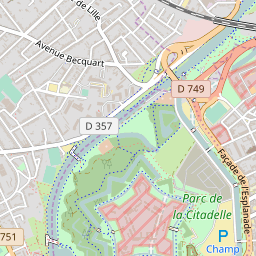 de Lille
Avenue Becquart
D 749
D 357
Façade de l'Esplanade
Parc de
la Citadelle
751
P
Champ